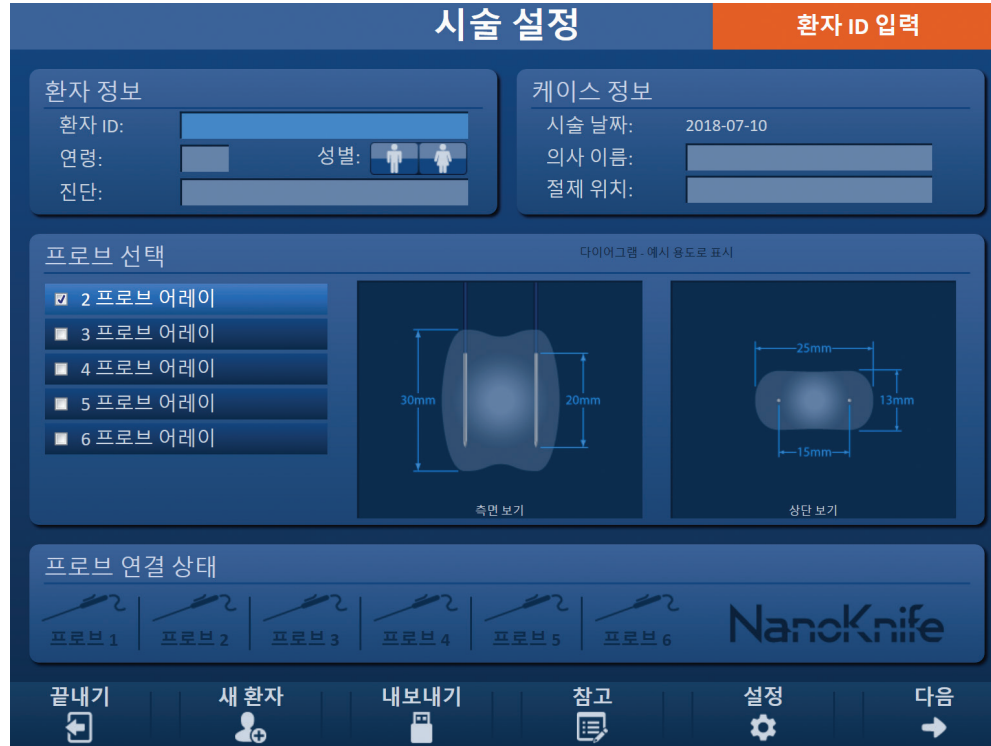 시술 설정
환자 ID 입력
환자 정보
환자 ID:
연령:
성별:
진단:
케이스 정보
시술 날짜: 2018-07-10
의사 이름:
절제 위치:
프로브 선택
다이어그램 - 예시 용도로 표시
2 프로브 어레이
3 프로브 어레이
4 프로브 어레이
5 프로브 어레이
6 프로브 어레이
30mm
20mm
측면 보기
25mm
13mm
15mm
상단 보기
프로브 연결 상태
프로브 1
프로브 2
프로브 3
프로브 4
프로브 5
프로브 6
NanoKnife
끝내기
새 환자
내보내기
참고
설정
다음